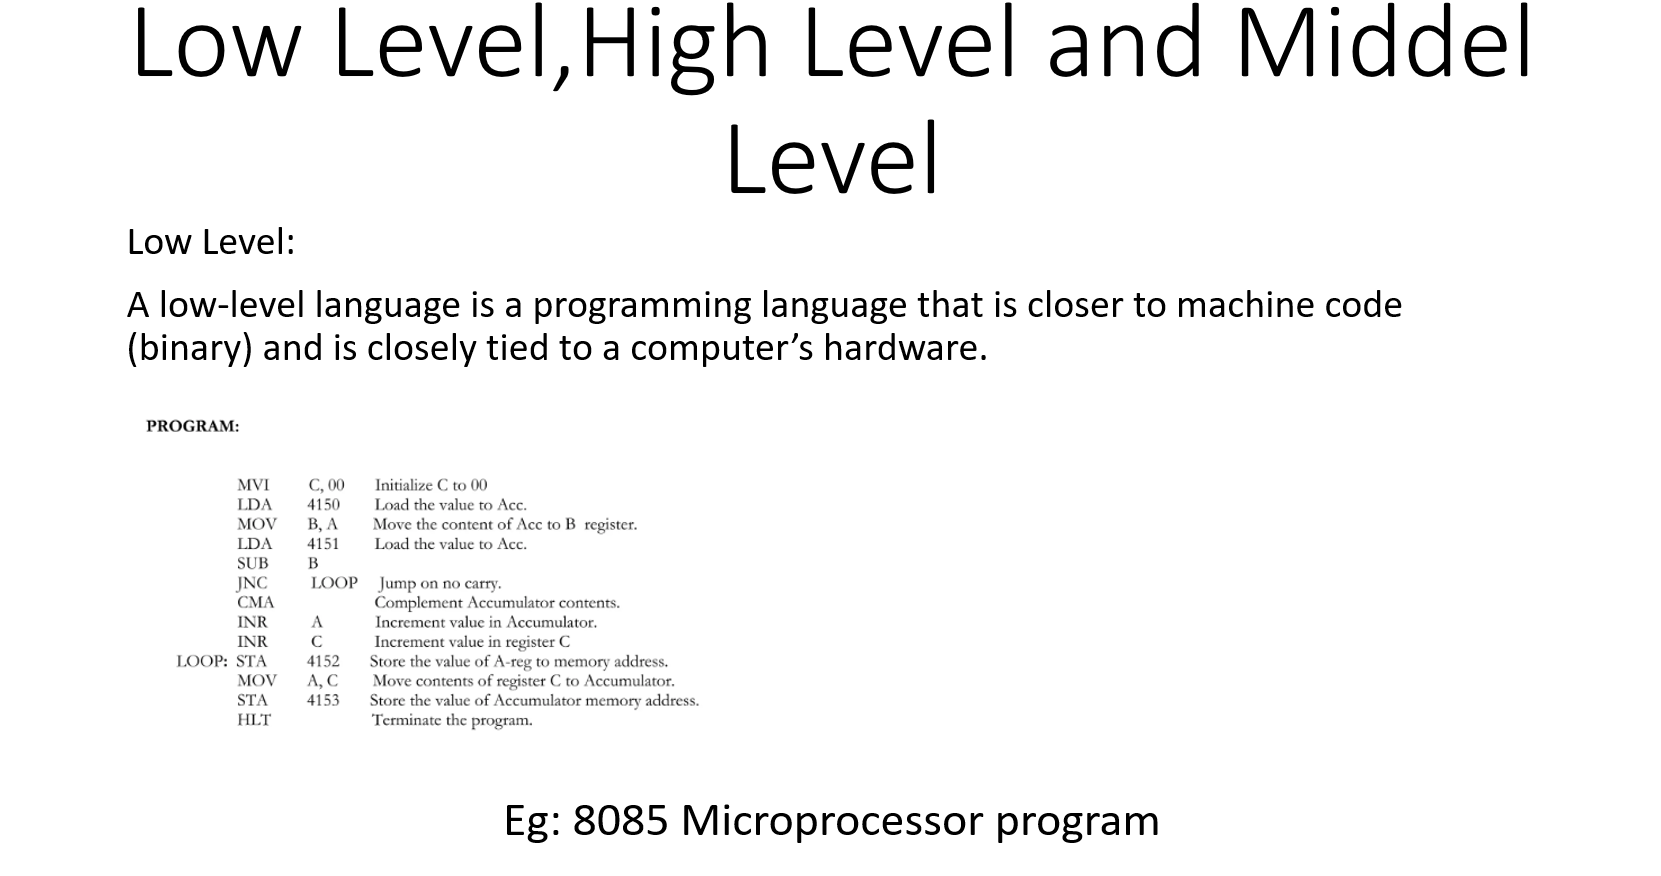 Low Level,High Level and Middel
Level
Low Level:
A low-level language is a programming language that is closer to machine code
(binary) and is closely tied to a computer’s hardware.
PROGRAM:
MVI C, 00 Initialize C to 00
LDA 4150 Load the value to Acc.
MOV B, A Move the content of Acc to B register.
LDA 4151 Load the value to Acc.
SUB B
JNC LOOP Jump on no carry.
CMA Complement Accumulator contents.
INR A Increment value in Accumulator.
INR C Increment value in register C
LOOP: STA 4152 Store the value of A-reg to memory address.
MOV A, C Move contents of register C to Accumulator.
STA 4153 Store the value of Accumulator memory address.
HLT Terminate the program.
Eg: 8085 Microprocessor program